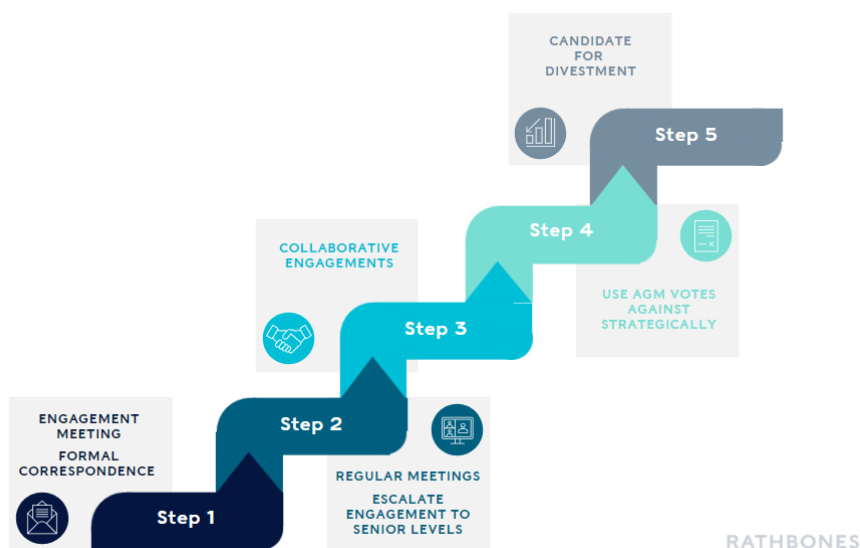 CANDIDATE
FOR
DIVESTMENT
Step 5
COLLABORATIVE
ENGAGEMENTS
Step 4
USE AGM VOTES
AGAINST
STRATEGICALLY
Step 3
ENGAGEMENT
MEETING
FORMAL
CORRESPONDENCE
Step 2
REGULAR MEETINGS
ESCALATE
ENGAGEMENT TO
SENIOR LEVELS
Step 1
RATHBONES